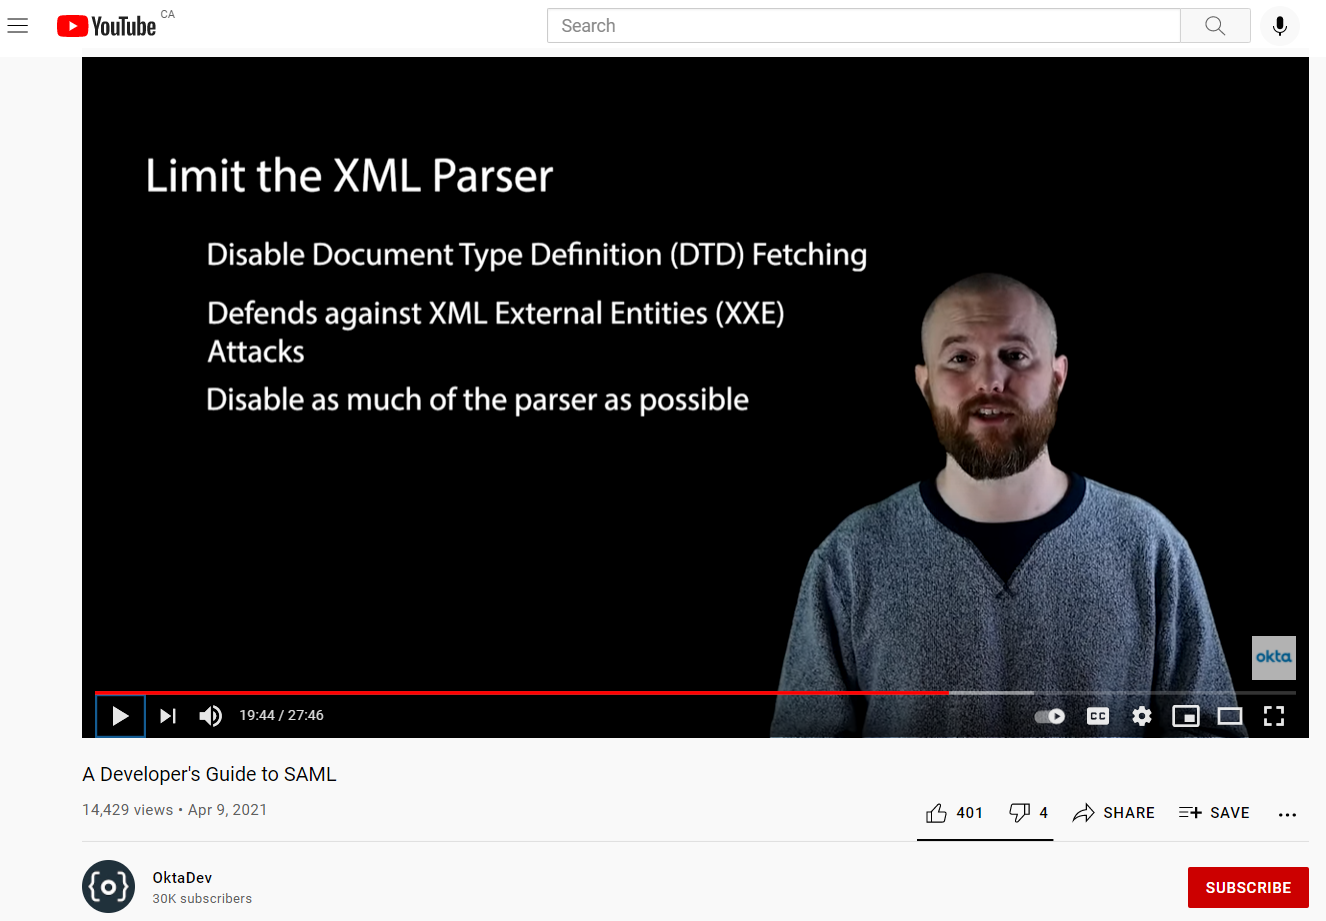 YouTube CA
Search
Limit the XML Parser
Disable Document Type Definition (DTD) Fetching
Defends against XML External Entities (XXE)
Attacks
Disable as much of the parser as possible
okta
19:44 / 27:46
CC
A Developer's Guide to SAML
14,429 views • Apr 9, 2021
401 4 SHARE SAVE
OktaDev
30K subscribers
SUBSCRIBE